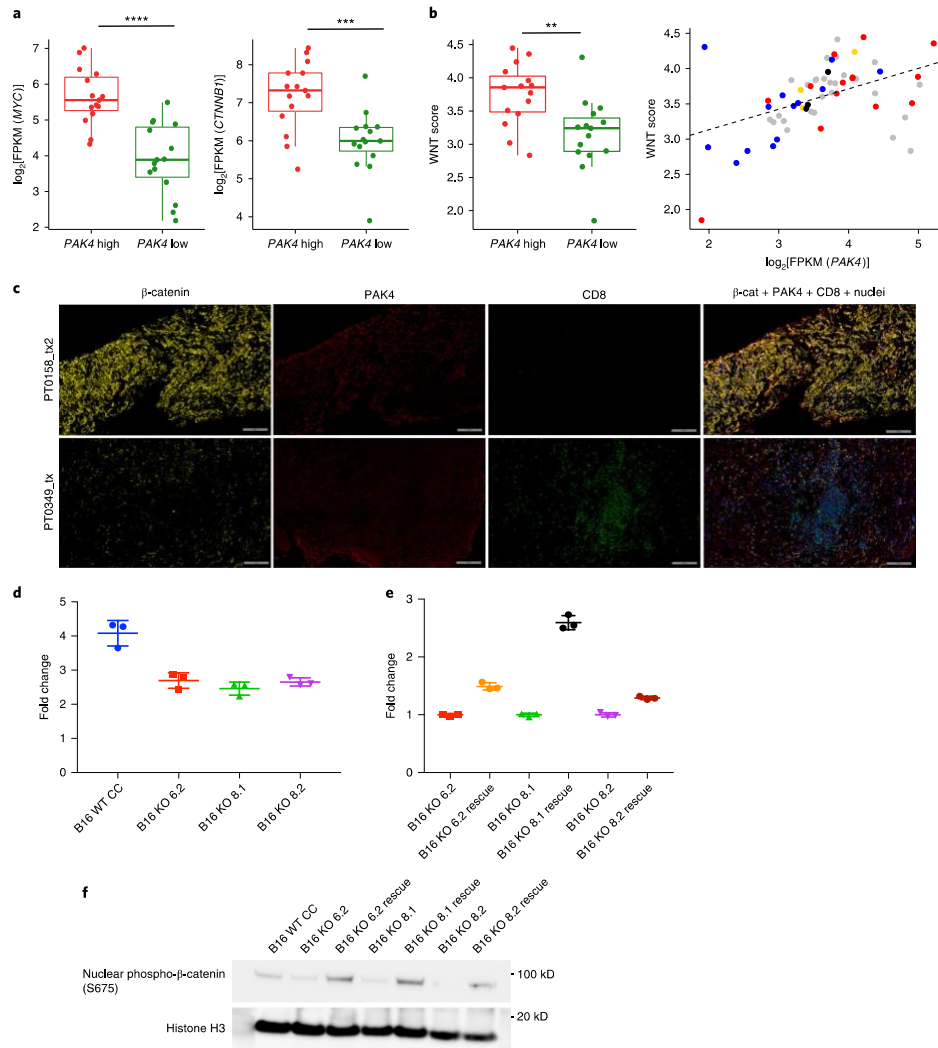 a
****
log2[FPKM (MYC)]
7
6
5
4
3
2
PAK4 high
PAK4 low
***
log2[FPKM (CTNNB1)]
8
7
6
5
4
PAK4 high
PAK4 low
b
**
WNT score
4.5
4.0
3.5
3.0
2.5
2.0
PAK4 high
PAK4 low
WNT score
4.5
4.0
3.5
3.0
2.5
2.0
2
3
4
5
log2[FPKM (PAK4)]
c
β-catenin
PAK4
CD8
β-cat + PAK4 + CD8 + nuclei
PT0158_tx2
PT0349_tx
d
Fold change
5
4
3
2
1
0
B16 WT CC
B16 KO 6.2
B16 KO 8.1
B16 KO 8.2
e
Fold change
3
2
1
0
B16 KO 6.2
B16 KO 6.2 rescue
B16 KO 8.1
B16 KO 8.1 rescue
B16 KO 8.2
B16 KO 8.2 rescue
f
B16 WT CC
B16 KO 6.2
B16 KO 6.2 rescue
B16 KO 8.1
B16 KO 8.1 rescue
B16 KO 8.2
B16 KO 8.2 rescue
Nuclear phospho-β-catenin
(S675)
- 100 kD
- 20 kD
Histone H3